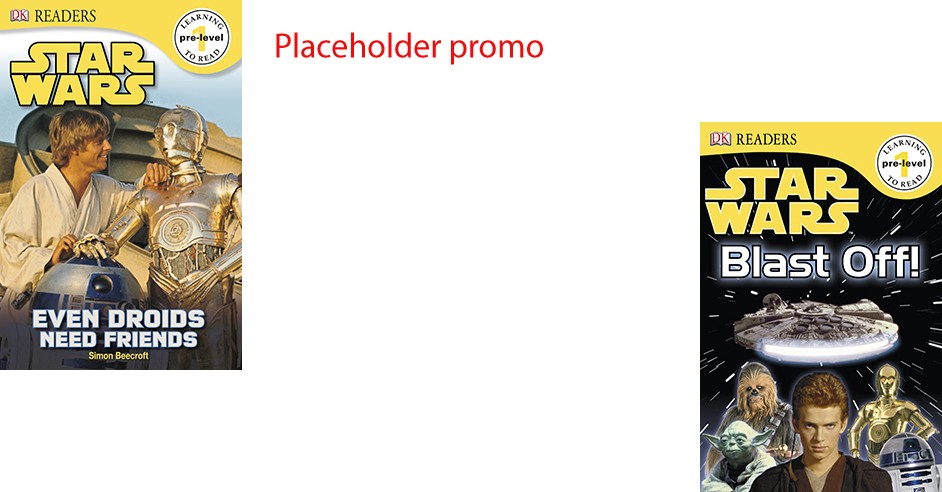 DK READERS
LEARNING
pre-level
1
TO READ
STAR
WARS
EVEN DROIDS
NEED FRIENDS
Simon Beecroft
Placeholder promo
DK READERS
LEARNING
pre-level
1
TO READ
STAR
WARS
Blast Off!